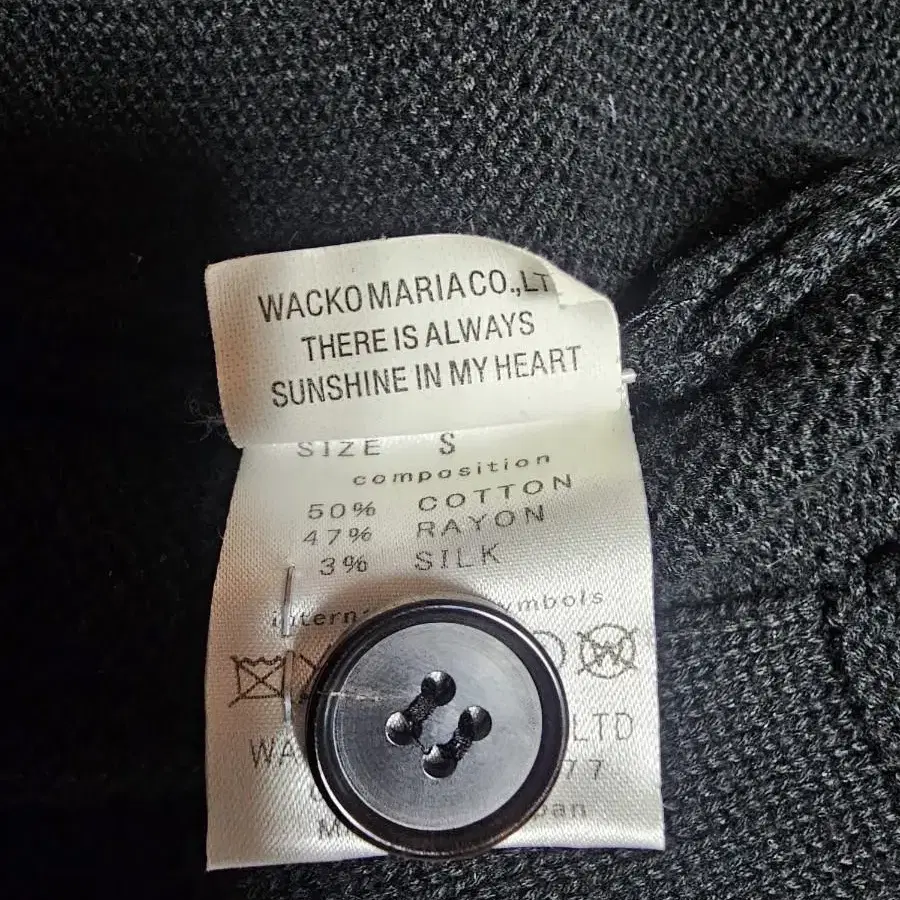 WACKO MARIA CO.,LT
THERE IS ALWAYS
SUNSHINE IN MY HEART
SIZE S
composition
50% COTTON
47% RAYON
3% SILK
W
LTD
77